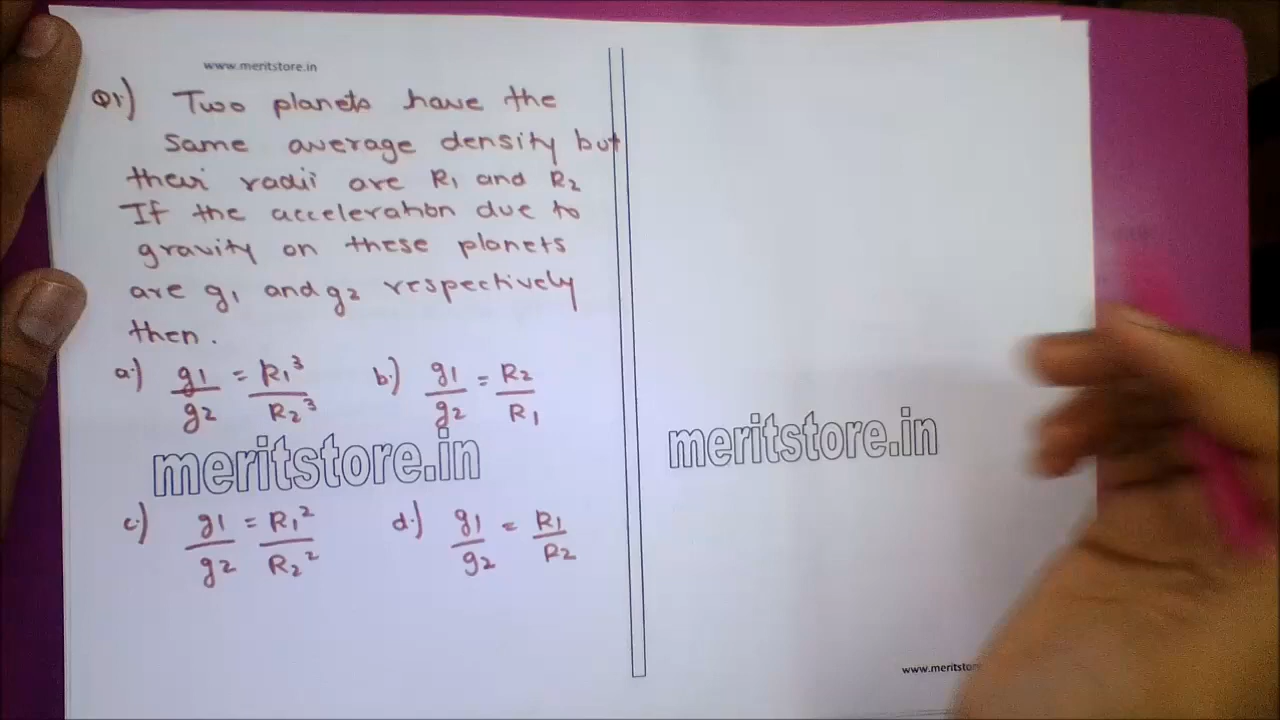 www.meritstore.in
Q1.) Two planets have the
same average density but
their radii are R₁ and R₂
If the acceleration due to
gravity on these planets
are g₁ and g₂ respectively
then.
a.) g₁/g₂ = R₁³/R₂³ b.) g₁/g₂ = R₂/R₁
meritstore.in
c.) g₁/g₂ = R₁²/R₂² d.) g₁/g₂ = R₁/R₂
meritstore.in